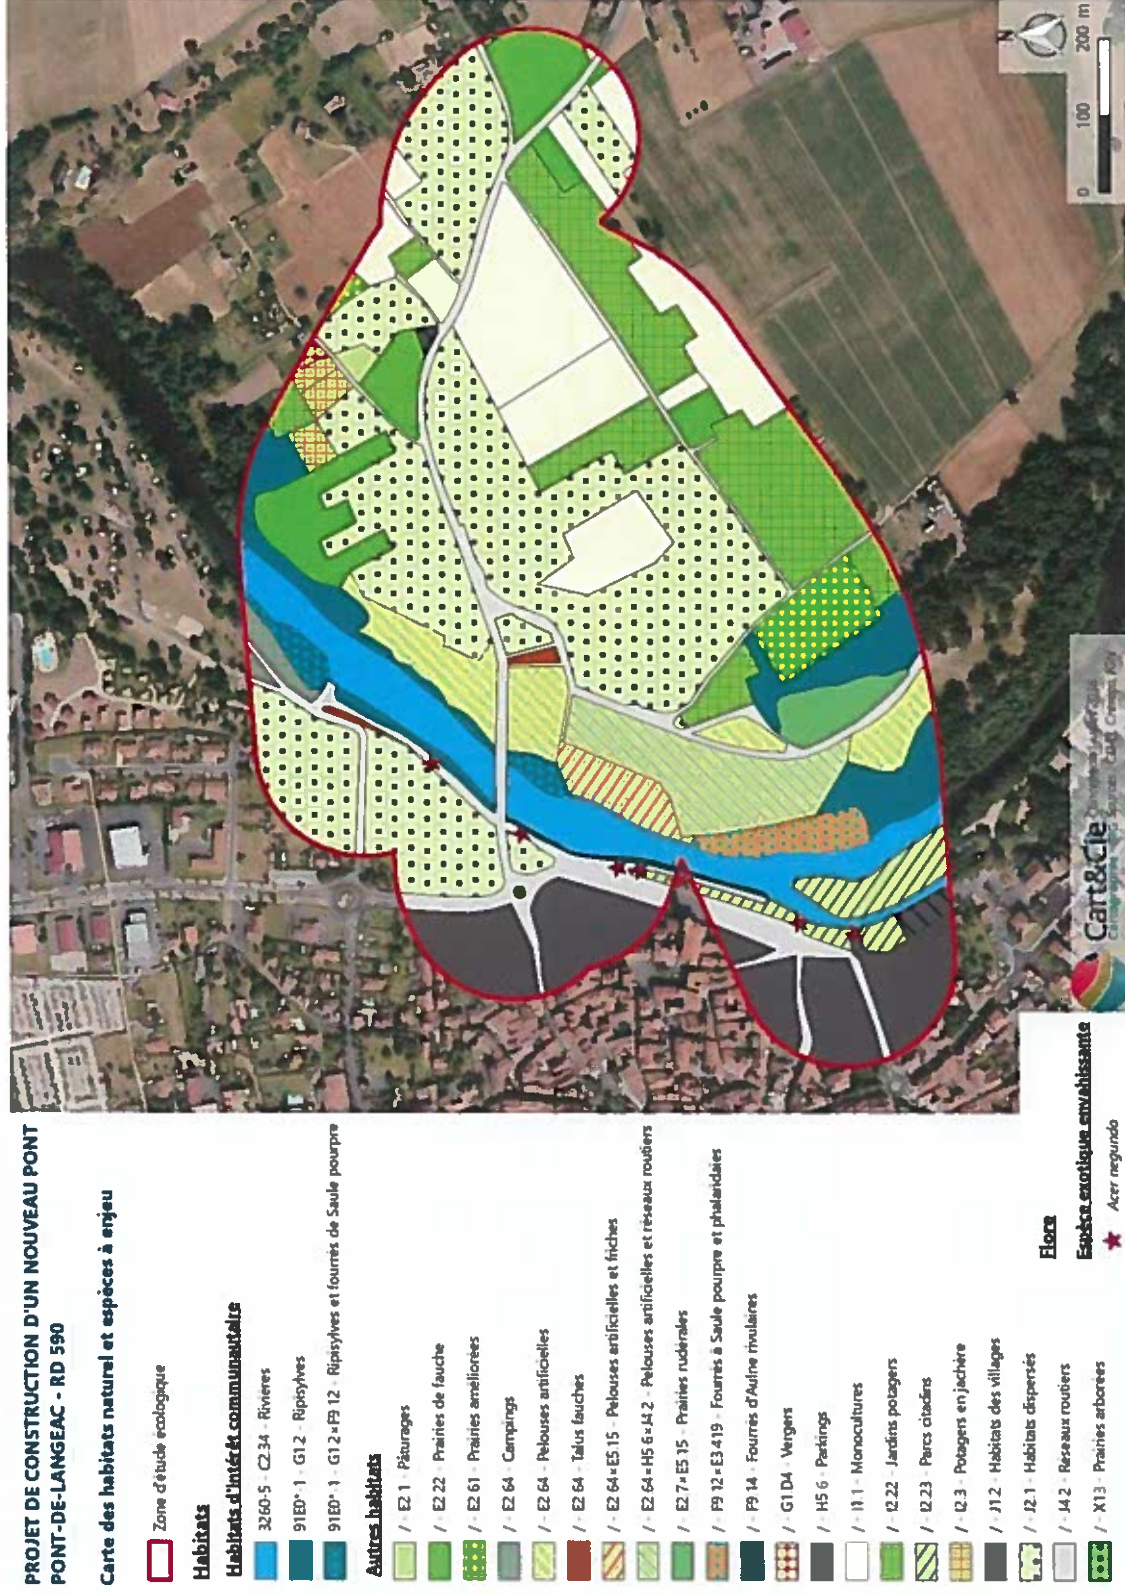 PROJET DE CONSTRUCTION D'UN NOUVEAU PONT
PONT-DE-LANGEAC - RD 590
Carte des habitats naturel et espèces à enjeu
Zone d'étude écologique
Habitats
Habitats d'intérêt communautaire
3260-5 - C2.34 - Rivières
91E0*-1 - G1.2 - Ripisylves
91E0*-1 - G1.2 x F9.12 - Ripisylves et fourrés de Saule pourpre
Autres habitats
/ - E2.1 - Pâturages
/ - E2.22 - Prairies de fauche
/ - E2.61 - Prairies améliorées
/ - E2.64 - Campings
/ - E2.64 - Pelouses artificielles
/ - E2.64 - Talus fauchés
/ - E2.64 x E5.15 - Pelouses artificielles et friches
/ - E2.64 x H5.6 x J4.2 - Pelouses artificielles et réseaux routiers
/ - E2.7 x E5.15 - Prairies rudérales
/ - F9.12 x E3.419 - Fourrés à Saule pourpre et phalaridaies
/ - F9.14 - Fourrés d'Aulne rivulaires
/ - G1.D4 - Vergers
/ - H5.6 - Parkings
/ - I1.1 - Monocultures
/ - I2.22 - Jardins potagers
/ - I2.23 - Parcs citadins
/ - I2.3 - Potagers en jachère
/ - J1.2 - Habitats des villages
/ - J2.1 - Habitats dispersés
/ - J4.2 - Réseaux routiers
/ - X13 - Prairies arborées
Flore
Espèce exotique envahissante
Acer negundo
Cart&Cie
N
0 100 200 m